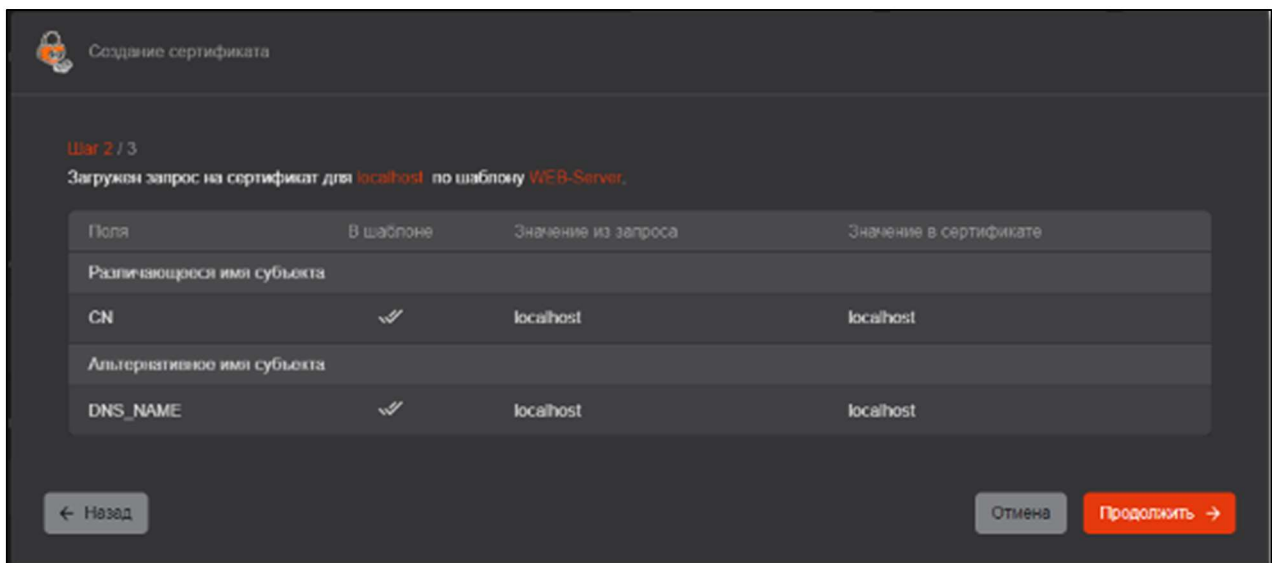 Создание сертификата
Шаг 2 / 3
Загружен запрос на сертификат для localhost по шаблону WEB-Server.
Поля В шаблоне Значение из запроса Значение в сертификате
Различающееся имя субъекта
CN localhost localhost
Альтернативное имя субъекта
DNS_NAME localhost localhost
← Назад Отмена Продолжить →